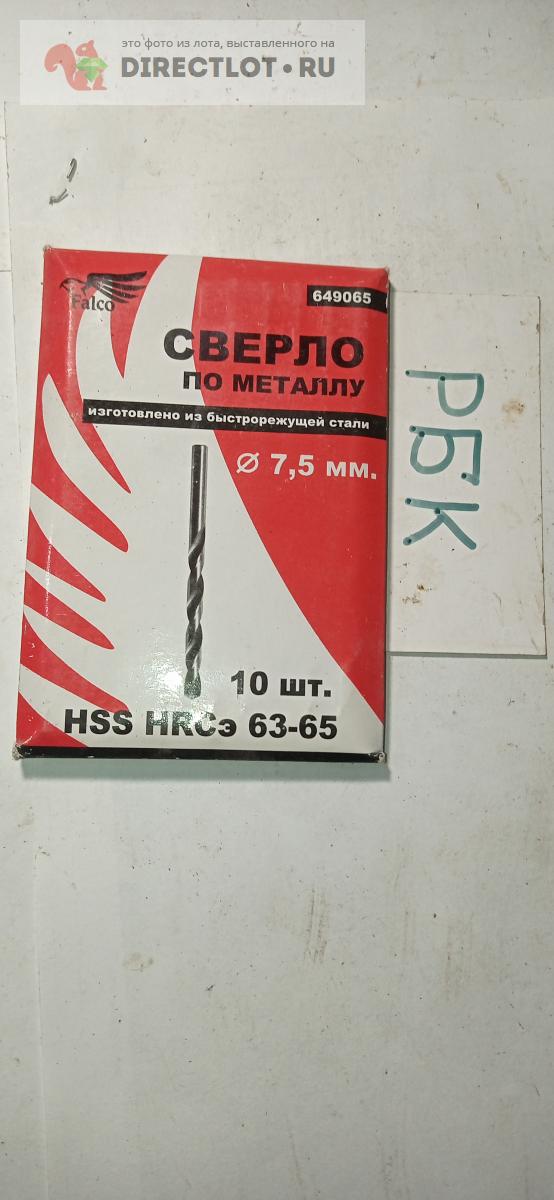 это фото из лота, выставленного на
DIRECTLOT•RU
Falco
649065
СВЕРЛО
ПО МЕТАЛЛУ
изготовлено из быстрорежущей стали
Ø 7,5 мм.
10 шт.
HSS HRCэ 63-65
РБК